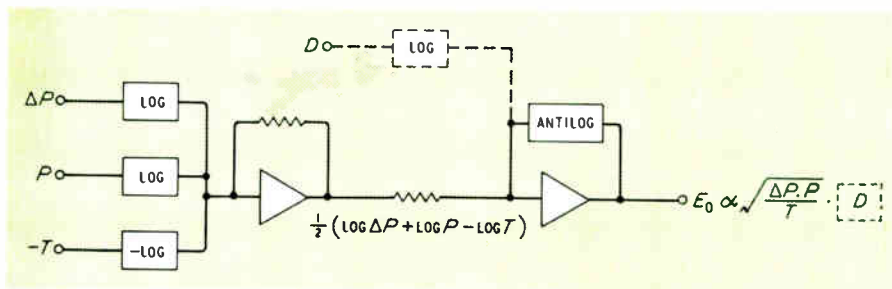 D LOG
ΔP LOG
ANTILOG
P LOG
E₀ ∝ √(ΔP.P/T) · D
½ (LOG ΔP + LOG P − LOG T)
-T -LOG